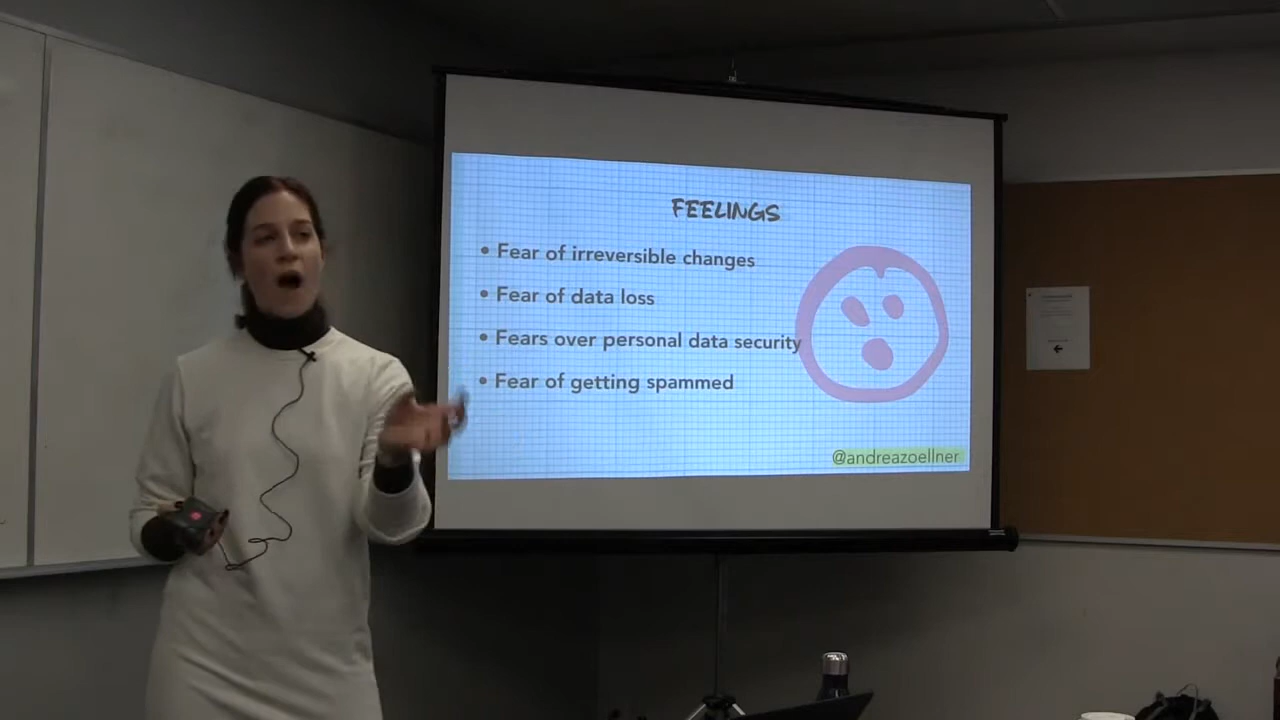 FEELINGS
• Fear of irreversible changes
• Fear of data loss
• Fears over personal data security
• Fear of getting spammed
@andreazoellner